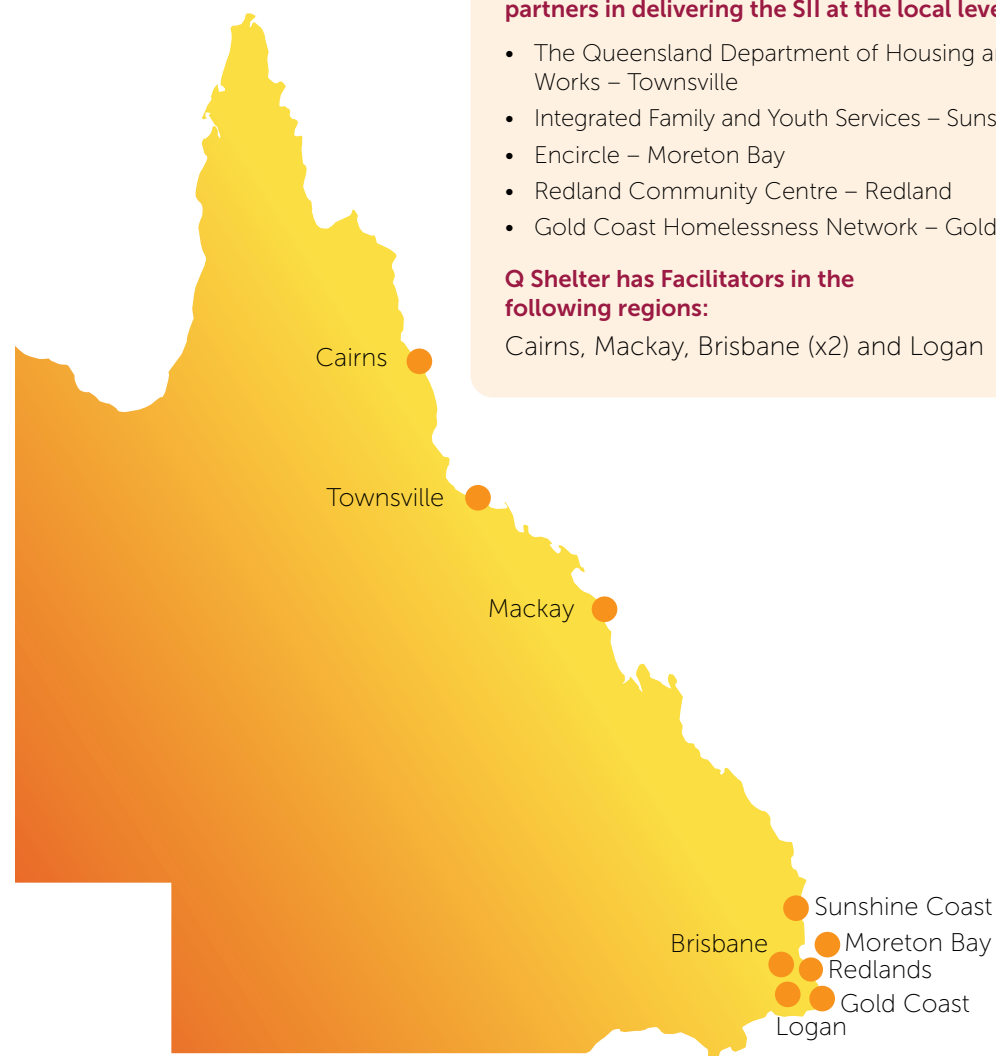 partners in delivering the SII at the local leve
• The Queensland Department of Housing a
Works – Townsville
• Integrated Family and Youth Services – Suns
• Encircle – Moreton Bay
• Redland Community Centre – Redland
• Gold Coast Homelessness Network – Gold
Q Shelter has Facilitators in the
following regions:
Cairns, Mackay, Brisbane (x2) and Logan
Cairns
Townsville
Mackay
Sunshine Coast
Brisbane
Moreton Bay
Redlands
Gold Coast
Logan